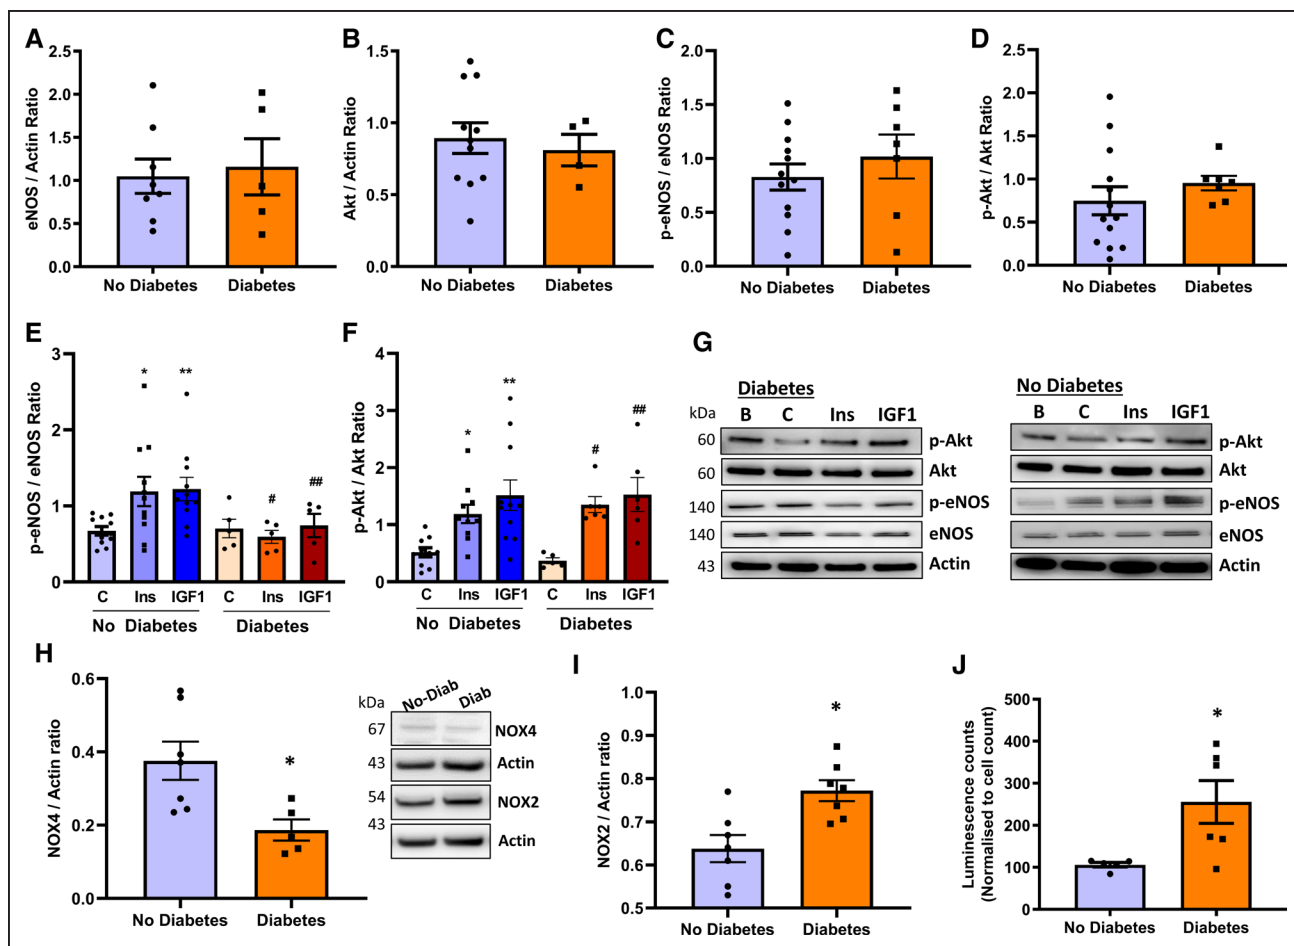 A
eNOS / Actin Ratio
2.5
2.0
1.5
1.0
0.5
0.0
No Diabetes
Diabetes
B
Akt / Actin Ratio
1.5
1.0
0.5
0.0
No Diabetes
Diabetes
C
p-eNOS / eNOS Ratio
2.0
1.5
1.0
0.5
0.0
No Diabetes
Diabetes
D
p-Akt / Akt Ratio
2.5
2.0
1.5
1.0
0.5
0.0
No Diabetes
Diabetes
E
p-eNOS / eNOS Ratio
3
2
1
0
*
**
#
##
C Ins IGF1 C Ins IGF1
No Diabetes Diabetes
F
p-Akt / Akt Ratio
4
3
2
1
0
*
**
#
##
C Ins IGF1 C Ins IGF1
No Diabetes Diabetes
G
Diabetes
kDa B C Ins IGF1
60 p-Akt
60 Akt
140 p-eNOS
140 eNOS
43 Actin
No Diabetes
B C Ins IGF1
p-Akt
Akt
p-eNOS
eNOS
Actin
H
NOX4 / Actin ratio
0.6
0.4
0.2
0.0
*
No Diabetes
Diabetes
kDa No-Diab Diab
67 NOX4
43 Actin
54 NOX2
43 Actin
I
NOX2 / Actin ratio
1.0
0.9
0.8
0.7
0.6
0.5
*
No Diabetes
Diabetes
J
Luminescence counts
(Normalised to cell count)
500
400
300
200
100
0
*
No Diabetes
Diabetes